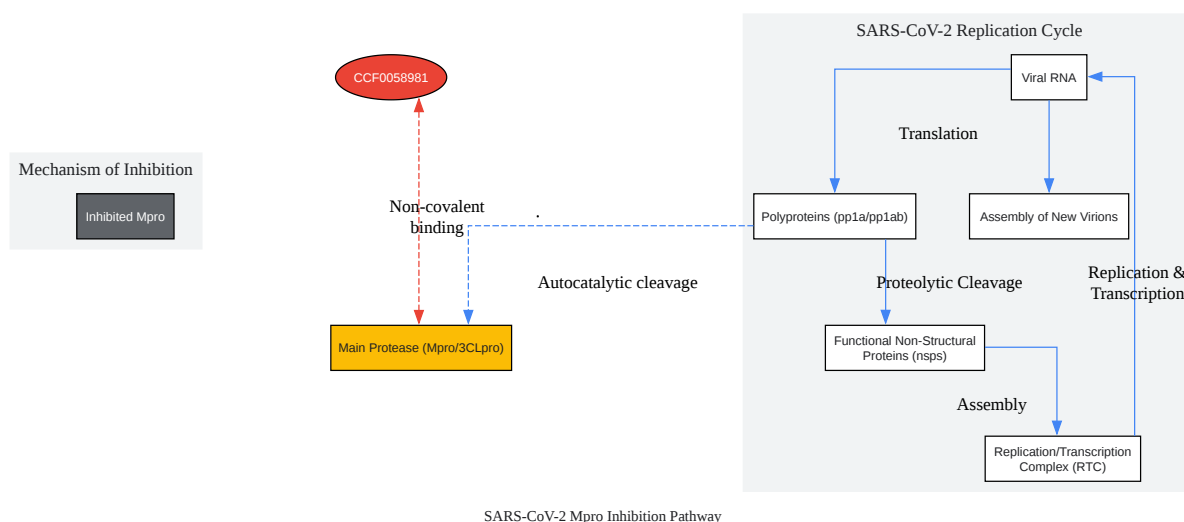 SARS-CoV-2 Replication Cycle
CCF0058981
Viral RNA
Translation
Mechanism of Inhibition
Inhibited Mpro
Non-covalent
binding
.
Polyproteins (pp1a/pp1ab)
Assembly of New Virions
Autocatalytic cleavage
Proteolytic Cleavage
Replication &
Transcription
Main Protease (Mpro/3CLpro)
Functional Non-Structural
Proteins (nsps)
Assembly
Replication/Transcription
Complex (RTC)
SARS-CoV-2 Mpro Inhibition Pathway